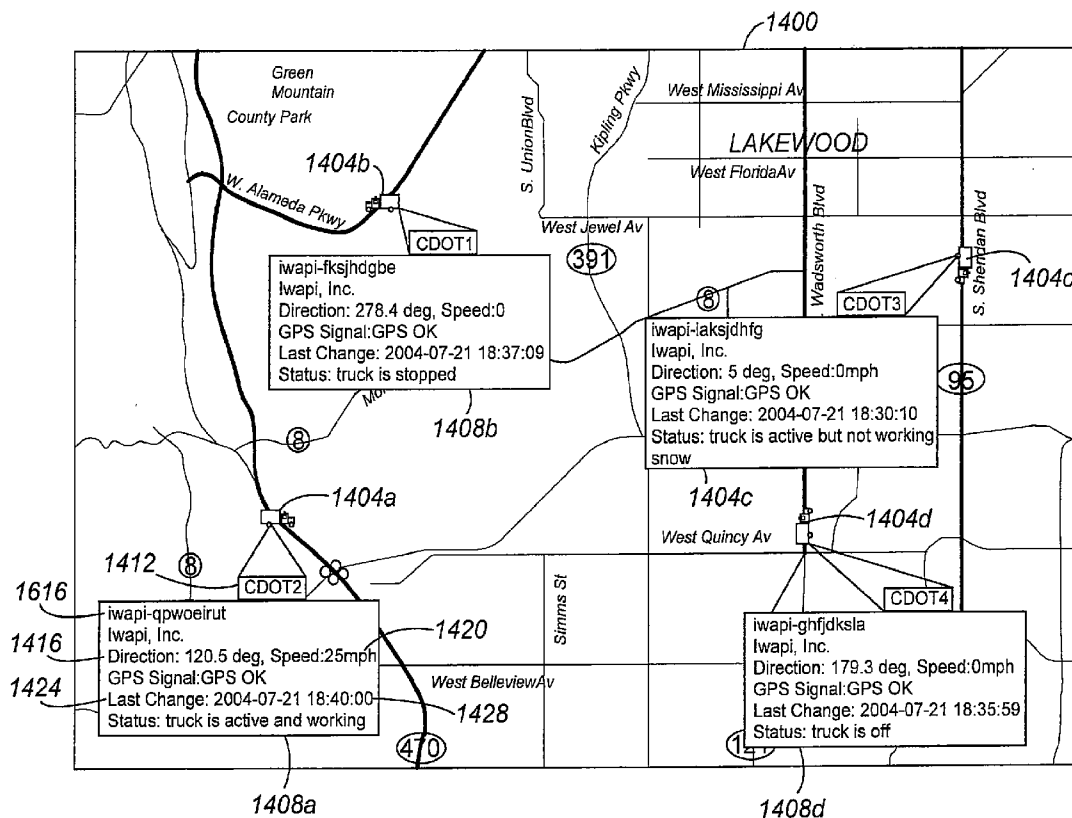 1400
Green
Mountain
County Park
S. UnionBlvd
Kipling Pkwy
West Mississippi Av
LAKEWOOD
West FloridaAv
1404b
W. Alameda Pkwy
CDOT1
West Jewel Av
391
Wadsworth Blvd
S. Sheridan Blvd
1404c
iwapi-fksjhdgbe
Iwapi, Inc.
Direction: 278.4 deg, Speed:0
GPS Signal:GPS OK
Last Change: 2004-07-21 18:37:09
Status: truck is stopped
1408b
8
CDOT3
iwapi-iaksjdhfg
Iwapi, Inc.
Direction: 5 deg, Speed:0mph
GPS Signal:GPS OK
Last Change: 2004-07-21 18:30:10
Status: truck is active but not working
snow
1404c
95
8
1404a
1404d
West Quincy Av
1412
8
CDOT2
1616
iwapi-qpwoeirut
Iwapi, Inc.
1416
Direction: 120.5 deg, Speed:25mph
1420
GPS Signal:GPS OK
1424
Last Change: 2004-07-21 18:40:00
1428
Status: truck is active and working
1408a
Simms St
West BelleviewAv
470
CDOT4
iwapi-ghfjdksla
Iwapi, Inc.
Direction: 179.3 deg, Speed:0mph
GPS Signal:GPS OK
Last Change: 2004-07-21 18:35:59
Status: truck is off
1408d